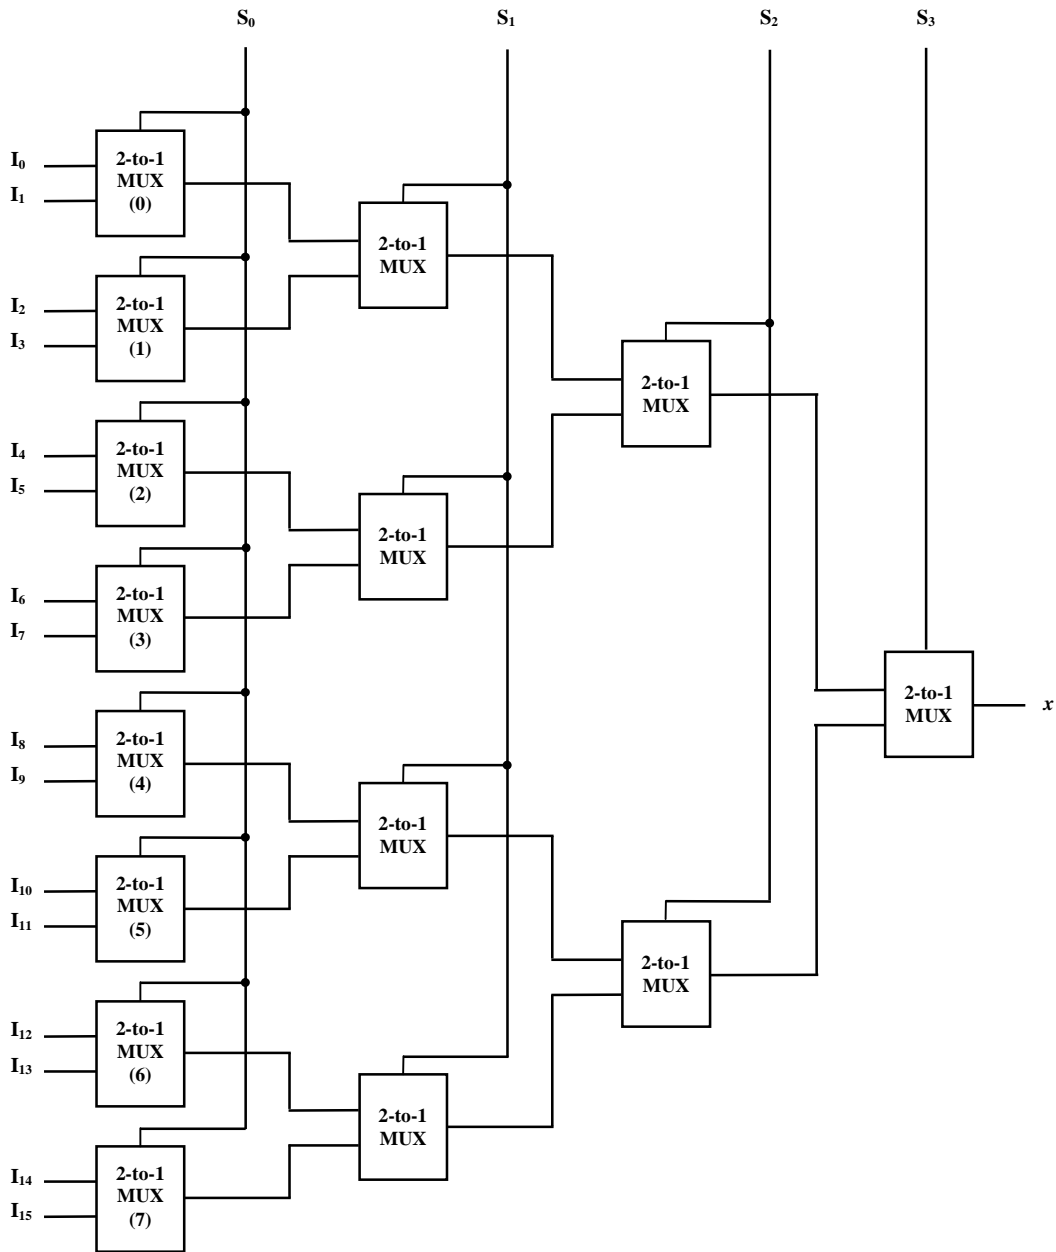 S₀ S₁ S₂ S₃
I₀
I₁
2-to-1
MUX
(0)
2-to-1
MUX
I₂
I₃
2-to-1
MUX
(1)
2-to-1
MUX
I₄
I₅
2-to-1
MUX
(2)
2-to-1
MUX
I₆
I₇
2-to-1
MUX
(3)
2-to-1
MUX
x
I₈
I₉
2-to-1
MUX
(4)
2-to-1
MUX
I₁₀
I₁₁
2-to-1
MUX
(5)
2-to-1
MUX
I₁₂
I₁₃
2-to-1
MUX
(6)
2-to-1
MUX
I₁₄
I₁₅
2-to-1
MUX
(7)